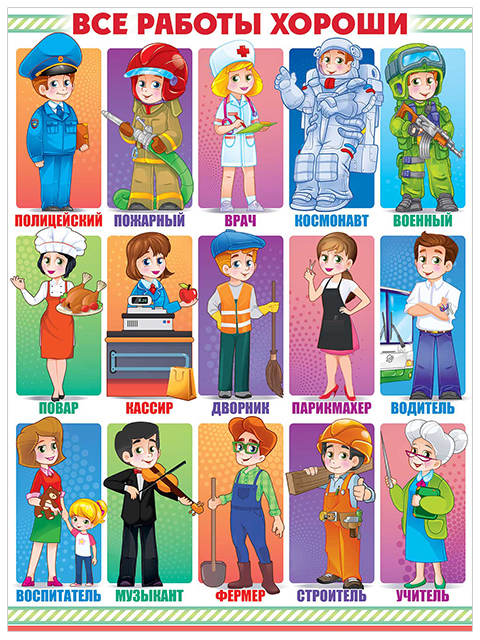 ВСЕ РАБОТЫ ХОРОШИ
ПОЛИЦЕЙСКИЙ ПОЖАРНЫЙ ВРАЧ КОСМОНАВТ ВОЕННЫЙ
ПОВАР КАССИР ДВОРНИК ПАРИКМАХЕР ВОДИТЕЛЬ
ВОСПИТАТЕЛЬ МУЗЫКАНТ ФЕРМЕР СТРОИТЕЛЬ УЧИТЕЛЬ